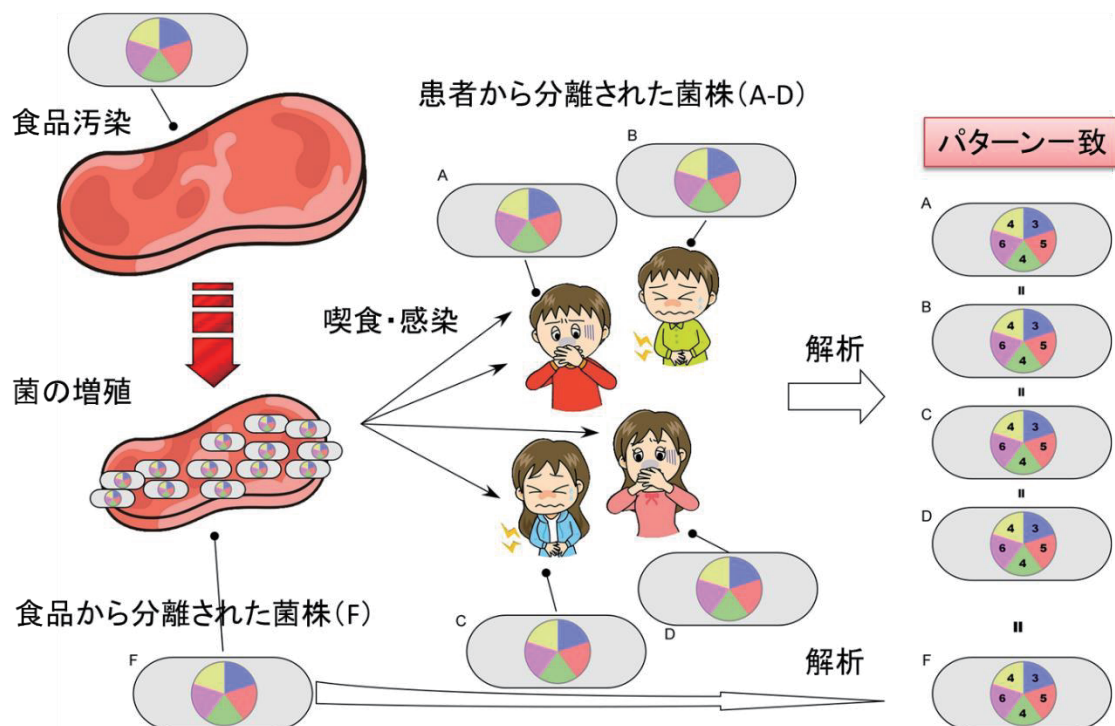 食品汚染
患者から分離された菌株(A-D)
パターン一致
A
B
喫食・感染
菌の増殖
解析
食品から分離された菌株(F)
F
C
D
解析
A
4 3
6 5
4
=
B
4 3
6 5
4
=
C
4 3
6 5
4
=
D
4 3
6 5
4
=
F
4 3
6 5
4